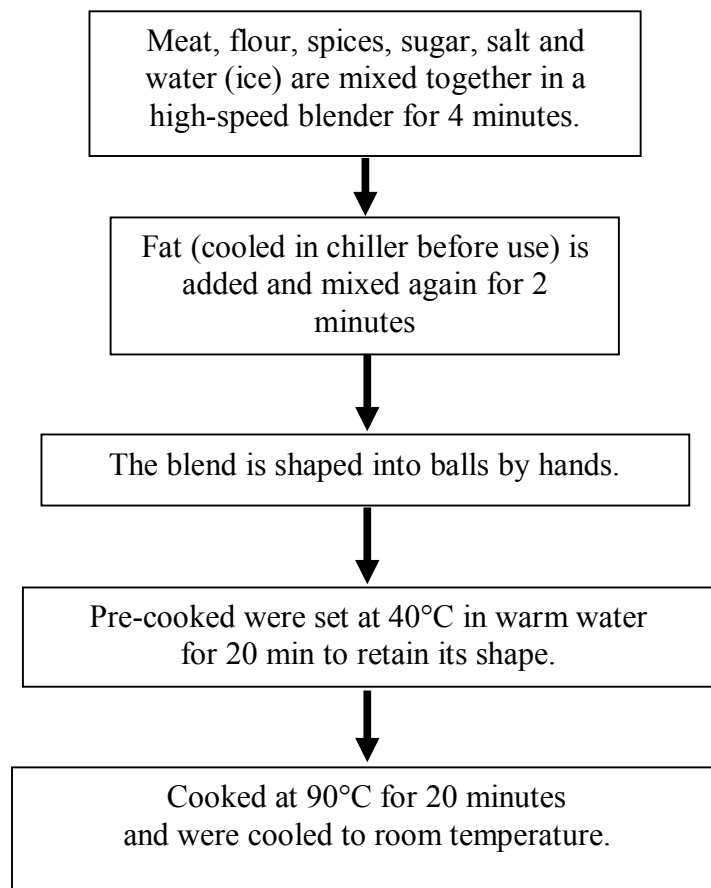 Meat, flour, spices, sugar, salt and
water (ice) are mixed together in a
high-speed blender for 4 minutes.
Fat (cooled in chiller before use) is
added and mixed again for 2
minutes
The blend is shaped into balls by hands.
Pre-cooked were set at 40°C in warm water
for 20 min to retain its shape.
Cooked at 90°C for 20 minutes
and were cooled to room temperature.